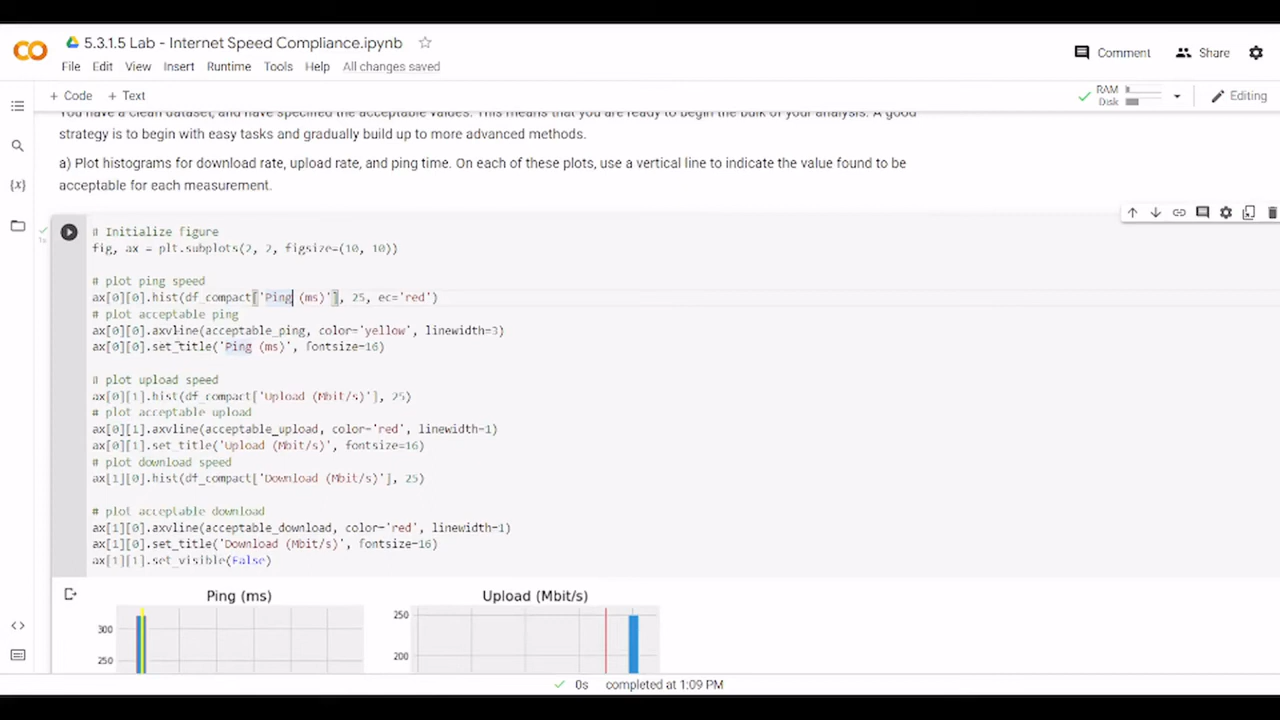 5.3.1.5 Lab - Internet Speed Compliance.ipynb
Comment
Share
File Edit View Insert Runtime Tools Help All changes saved
+ Code + Text
RAM
Disk
Editing
You have a clean dataset, and have specified the acceptable values. This means that you are ready to begin the bulk of your analysis. A good
strategy is to begin with easy tasks and gradually build up to more advanced methods.
a) Plot histograms for download rate, upload rate, and ping time. On each of these plots, use a vertical line to indicate the value found to be
acceptable for each measurement.
1s
# Initialize figure
fig, ax = plt.subplots(2, 2, figsize=(10, 10))
# plot ping speed
ax[0][0].hist(df_compact['Ping (ms)'], 25, ec='red')
# plot acceptable ping
ax[0][0].axvline(acceptable_ping, color='yellow', linewidth=3)
ax[0][0].set_title('Ping (ms)', fontsize=16)
# plot upload speed
ax[0][1].hist(df_compact['Upload (Mbit/s)'], 25)
# plot acceptable upload
ax[0][1].axvline(acceptable_upload, color='red', linewidth=1)
ax[0][1].set_title('Upload (Mbit/s)', fontsize=16)
# plot download speed
ax[1][0].hist(df_compact['Download (Mbit/s)'], 25)
# plot acceptable download
ax[1][0].axvline(acceptable_download, color='red', linewidth=1)
ax[1][0].set_title('Download (Mbit/s)', fontsize=16)
ax[1][1].set_visible(False)
Ping (ms)
300
250
Upload (Mbit/s)
250
200
0s completed at 1:09 PM